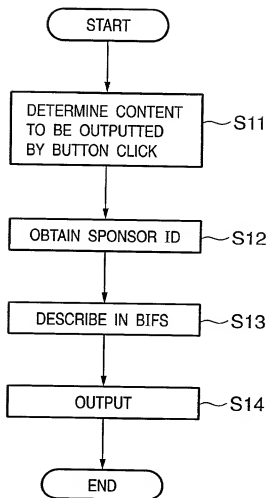 START
DETERMINE CONTENT
TO BE OUTPUTTED
BY BUTTON CLICK
S11
OBTAIN SPONSOR ID
S12
DESCRIBE IN BIFS
S13
OUTPUT
S14
END